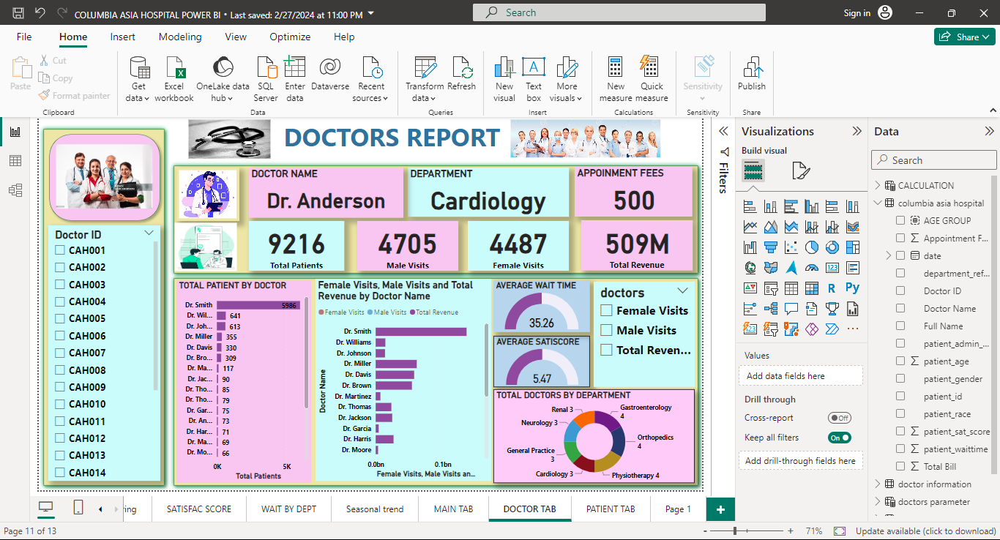 COLUMBIA ASIA HOSPITAL POWER BI • Last saved: 2/27/2024 at 11:00 PM
Search
Sign in
File
Home
Insert
Modeling
View
Optimize
Help
Share
Paste
Cut
Copy
Format painter
Clipboard
Get data
Excel workbook
OneLake data hub
SQL Server
Enter data
Dataverse
Recent sources
Data
Transform data
Refresh
Queries
New visual
Text box
More visuals
Insert
New measure
Quick measure
Calculations
Sensitivity
Sensitivity
Publish
Share
DOCTORS REPORT
Doctor ID
CAH001
CAH002
CAH003
CAH004
CAH005
CAH006
CAH007
CAH008
CAH009
CAH010
CAH011
CAH012
CAH013
CAH014
DOCTOR NAME
Dr. Anderson
DEPARTMENT
Cardiology
APPOINMENT FEES
500
9216
Total Patients
4705
Male Visits
4487
Female Visits
509M
Total Revenue
TOTAL PATIENT BY DOCTOR
Dr. Smith 5986
Dr. Wil... 641
Dr. Joh... 613
Dr. Miller 355
Dr. Davis 330
Dr. Bro... 309
Dr. Ma... 117
Dr. Jac... 90
Dr. Tho... 85
Dr. Tho... 79
Dr. Gar... 75
Dr. An... 73
Dr. Har... 71
Dr. Ma... 69
Dr. Mo... 66
0K 5K
Total Patients
Female Visits, Male Visits and Total
Revenue by Doctor Name
Female Visits Male Visits Total Revenue
Doctor Name
Dr. Smith
Dr. Williams
Dr. Johnson
Dr. Miller
Dr. Davis
Dr. Brown
Dr. Martinez
Dr. Thomas
Dr. Jackson
Dr. Garcia
Dr. Harris
Dr. Moore
0.0bn 0.1bn
Female Visits, Male Visits an...
AVERAGE WAIT TIME
35.26
AVERAGE SATISCORE
5.47
doctors
Female Visits
Male Visits
Total Reven...
TOTAL DOCTORS BY DEPARTMENT
Renal 3
Gastroenterology
4
Neurology 3
Orthopedics
4
General Practice
3
Cardiology 3
Physiotherapy 4
Filters
Visualizations
Build visual
Values
Add data fields here
Drill through
Cross-report
Off
Keep all filters
On
Add drill-through fields here
Data
Search
CALCULATION
columbia asia hospital
AGE GROUP
Appointment F...
date
department_ref...
Doctor ID
Doctor Name
Full Name
patient_admin_...
patient_age
patient_gender
patient_id
patient_race
patient_sat_score
patient_waittime
Total Bill
doctor information
doctors parameter
ring
SATISFAC SCORE
WAIT BY DEPT
Seasonal trend
MAIN TAB
DOCTOR TAB
PATIENT TAB
Page 1
Page 11 of 13
- + 71%
Update available (click to download)